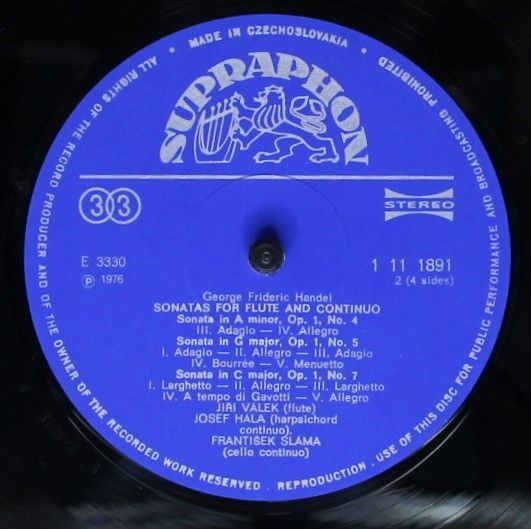 ALL RIGHTS OF THE RECORD PRODUCER AND OF THE OWNER OF THE RECORDED WORK RESERVED . REPRODUCTION . USE OF THIS DISC FOR PUBLIC PERFORMANCE AND BROADCASTING PROHIBITED
• MADE IN CZECHOSLOVAKIA •
SUPRAPHON
33
STEREO
E 3330
1 11 1891
Ⓟ 1976
2 (4 sides)
George Frideric Handel
SONATAS FOR FLUTE AND CONTINUO
Sonata in A minor, Op. 1, No. 4
III. Adagio — IV. Allegro
Sonata in G major, Op. 1, No. 5
I. Adagio — II. Allegro — III. Adagio
IV. Bourrée — V. Menuetto
Sonata in C major, Op. 1, No. 7
I. Larghetto — II. Allegro — III. Larghetto
IV. A tempo di Gavotti — V. Allegro
JIŘÍ VÁLEK (flute)
JOSEF HÁLA (harpsichord
continuo),
FRANTIŠEK SLÁMA
(cello continuo)